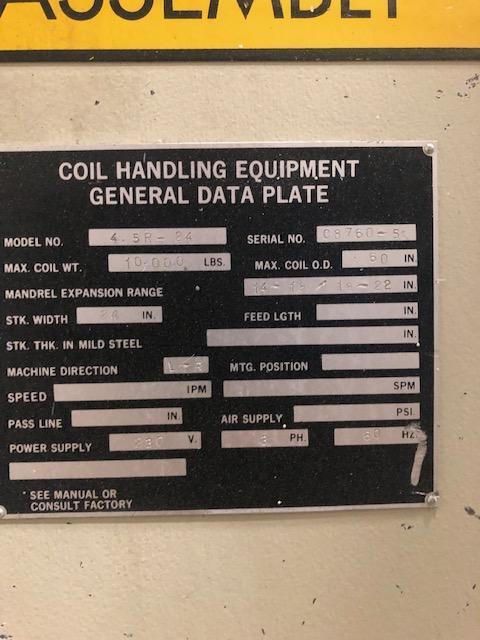 ASSEMBLY
COIL HANDLING EQUIPMENT
GENERAL DATA PLATE
MODEL NO. 4.5R-24 SERIAL NO. C8760-5
MAX. COIL WT. 10.000 LBS. MAX. COIL O.D. 60 IN.
MANDREL EXPANSION RANGE 18-22 IN.
STK. WIDTH 24 IN. FEED LGTH IN.
STK. THK. IN MILD STEEL IN.
MACHINE DIRECTION L-R MTG. POSITION
SPEED IPM SPM
PASS LINE IN. AIR SUPPLY PSI.
POWER SUPPLY 230 V. 3 PH. 60 HZ.
* SEE MANUAL OR
CONSULT FACTORY